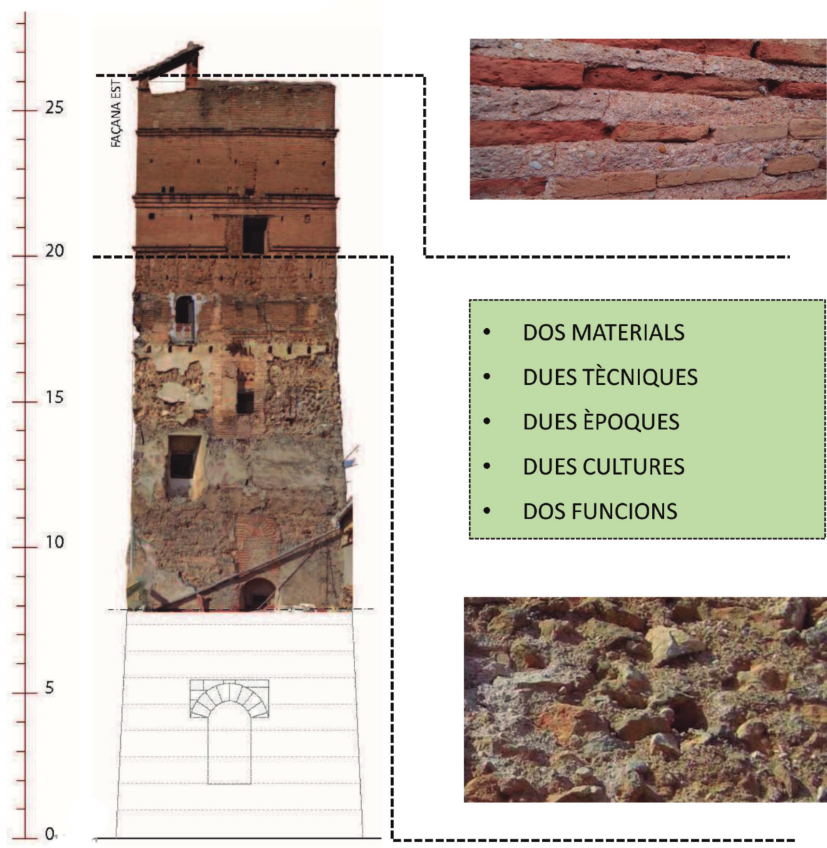 25
20
15
10
5
0
FAÇANA EST
• DOS MATERIALS
• DUES TÈCNIQUES
• DUES ÈPOQUES
• DUES CULTURES
• DOS FUNCIONS